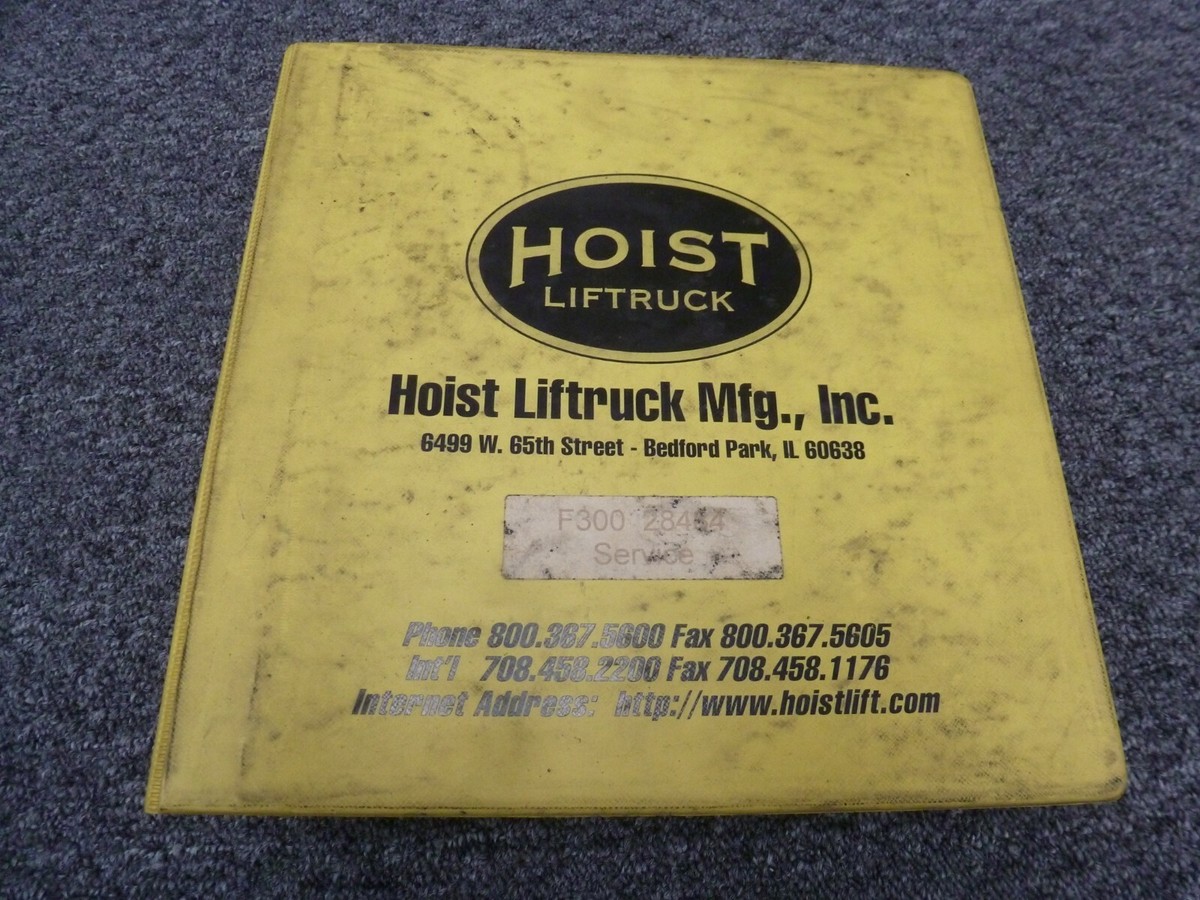 HOIST
LIFTRUCK
Hoist Liftruck Mfg., Inc.
6499 W. 65th Street - Bedford Park, IL 60638
F300
Service
Phone 800.367.5600 Fax 800.367.5605
Int'l 708.458.2200 Fax 708.458.1176
Internet Address: http://www.hoistlift.com